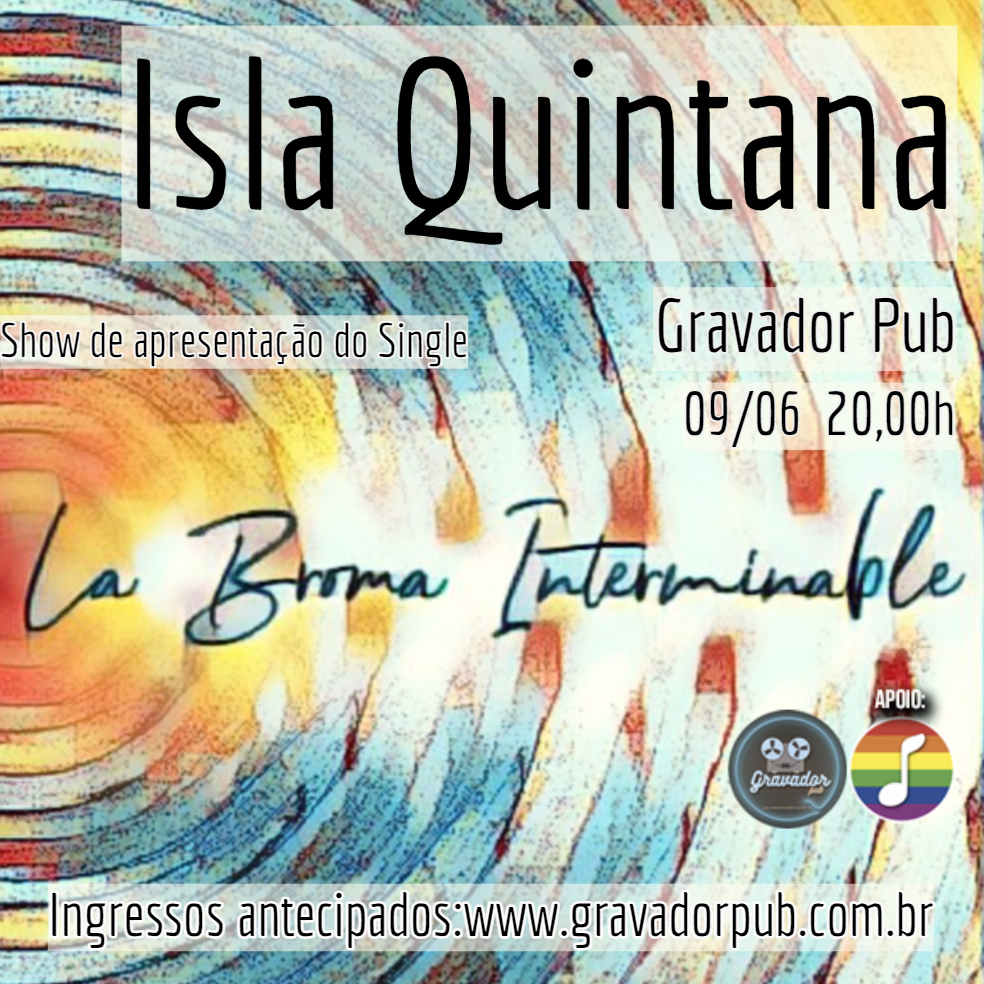 Isla Quintana
Show de apresentação do Single
Gravador Pub
09/06 20,00h
La Broma Interminable
APOIO:
Gravador
pub
Ingressos antecipados:www.gravadorpub.com.br